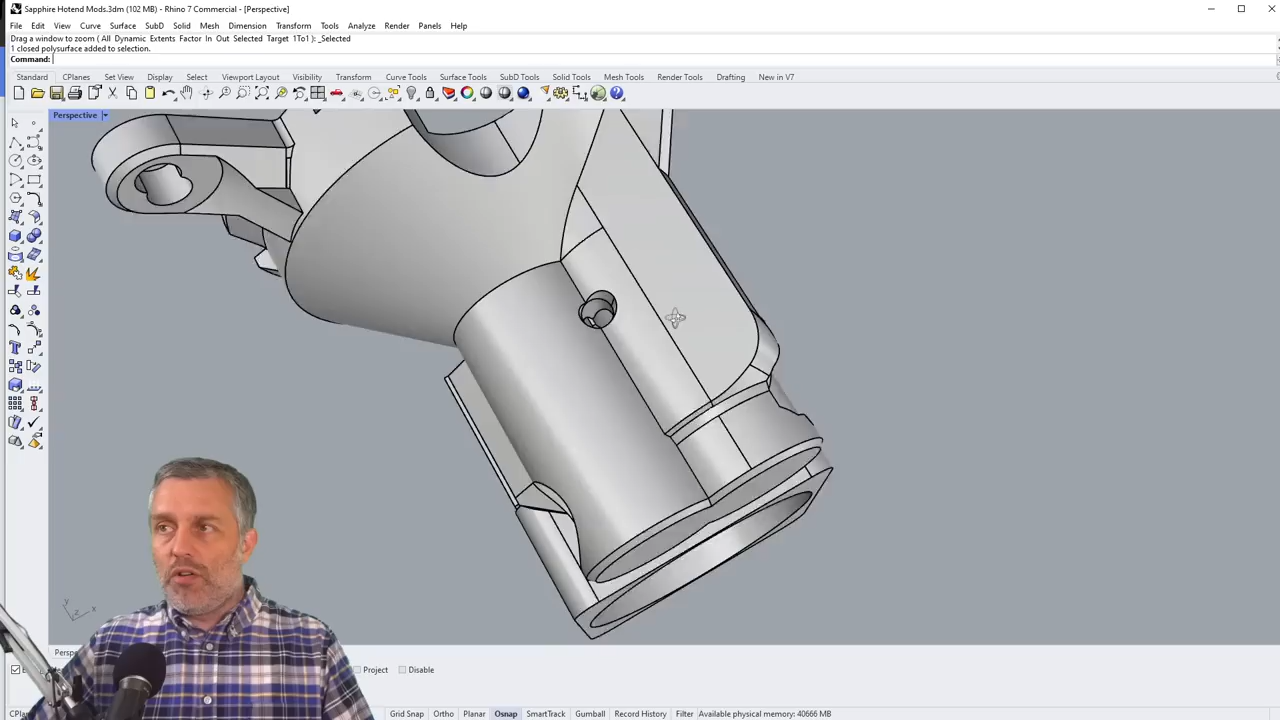 Sapphire Hotend Mods.3dm (102 MB) - Rhino 7 Commercial - [Perspective]
File Edit View Curve Surface SubD Solid Mesh Dimension Transform Tools Analyze Render Panels Help
Drag a window to zoom ( All Dynamic Extents Factor In Out Selected Target 1To1 ): _Selected
1 closed polysurface added to selection.
Command:
Standard CPlanes Set View Display Select Viewport Layout Visibility Transform Curve Tools Surface Tools SubD Tools Solid Tools Mesh Tools Render Tools Drafting New in V7
Perspective
y
z x
Persp
Project Disable
CPlan Grid Snap Ortho Planar Osnap SmartTrack Gumball Record History Filter Available physical memory: 40666 MB